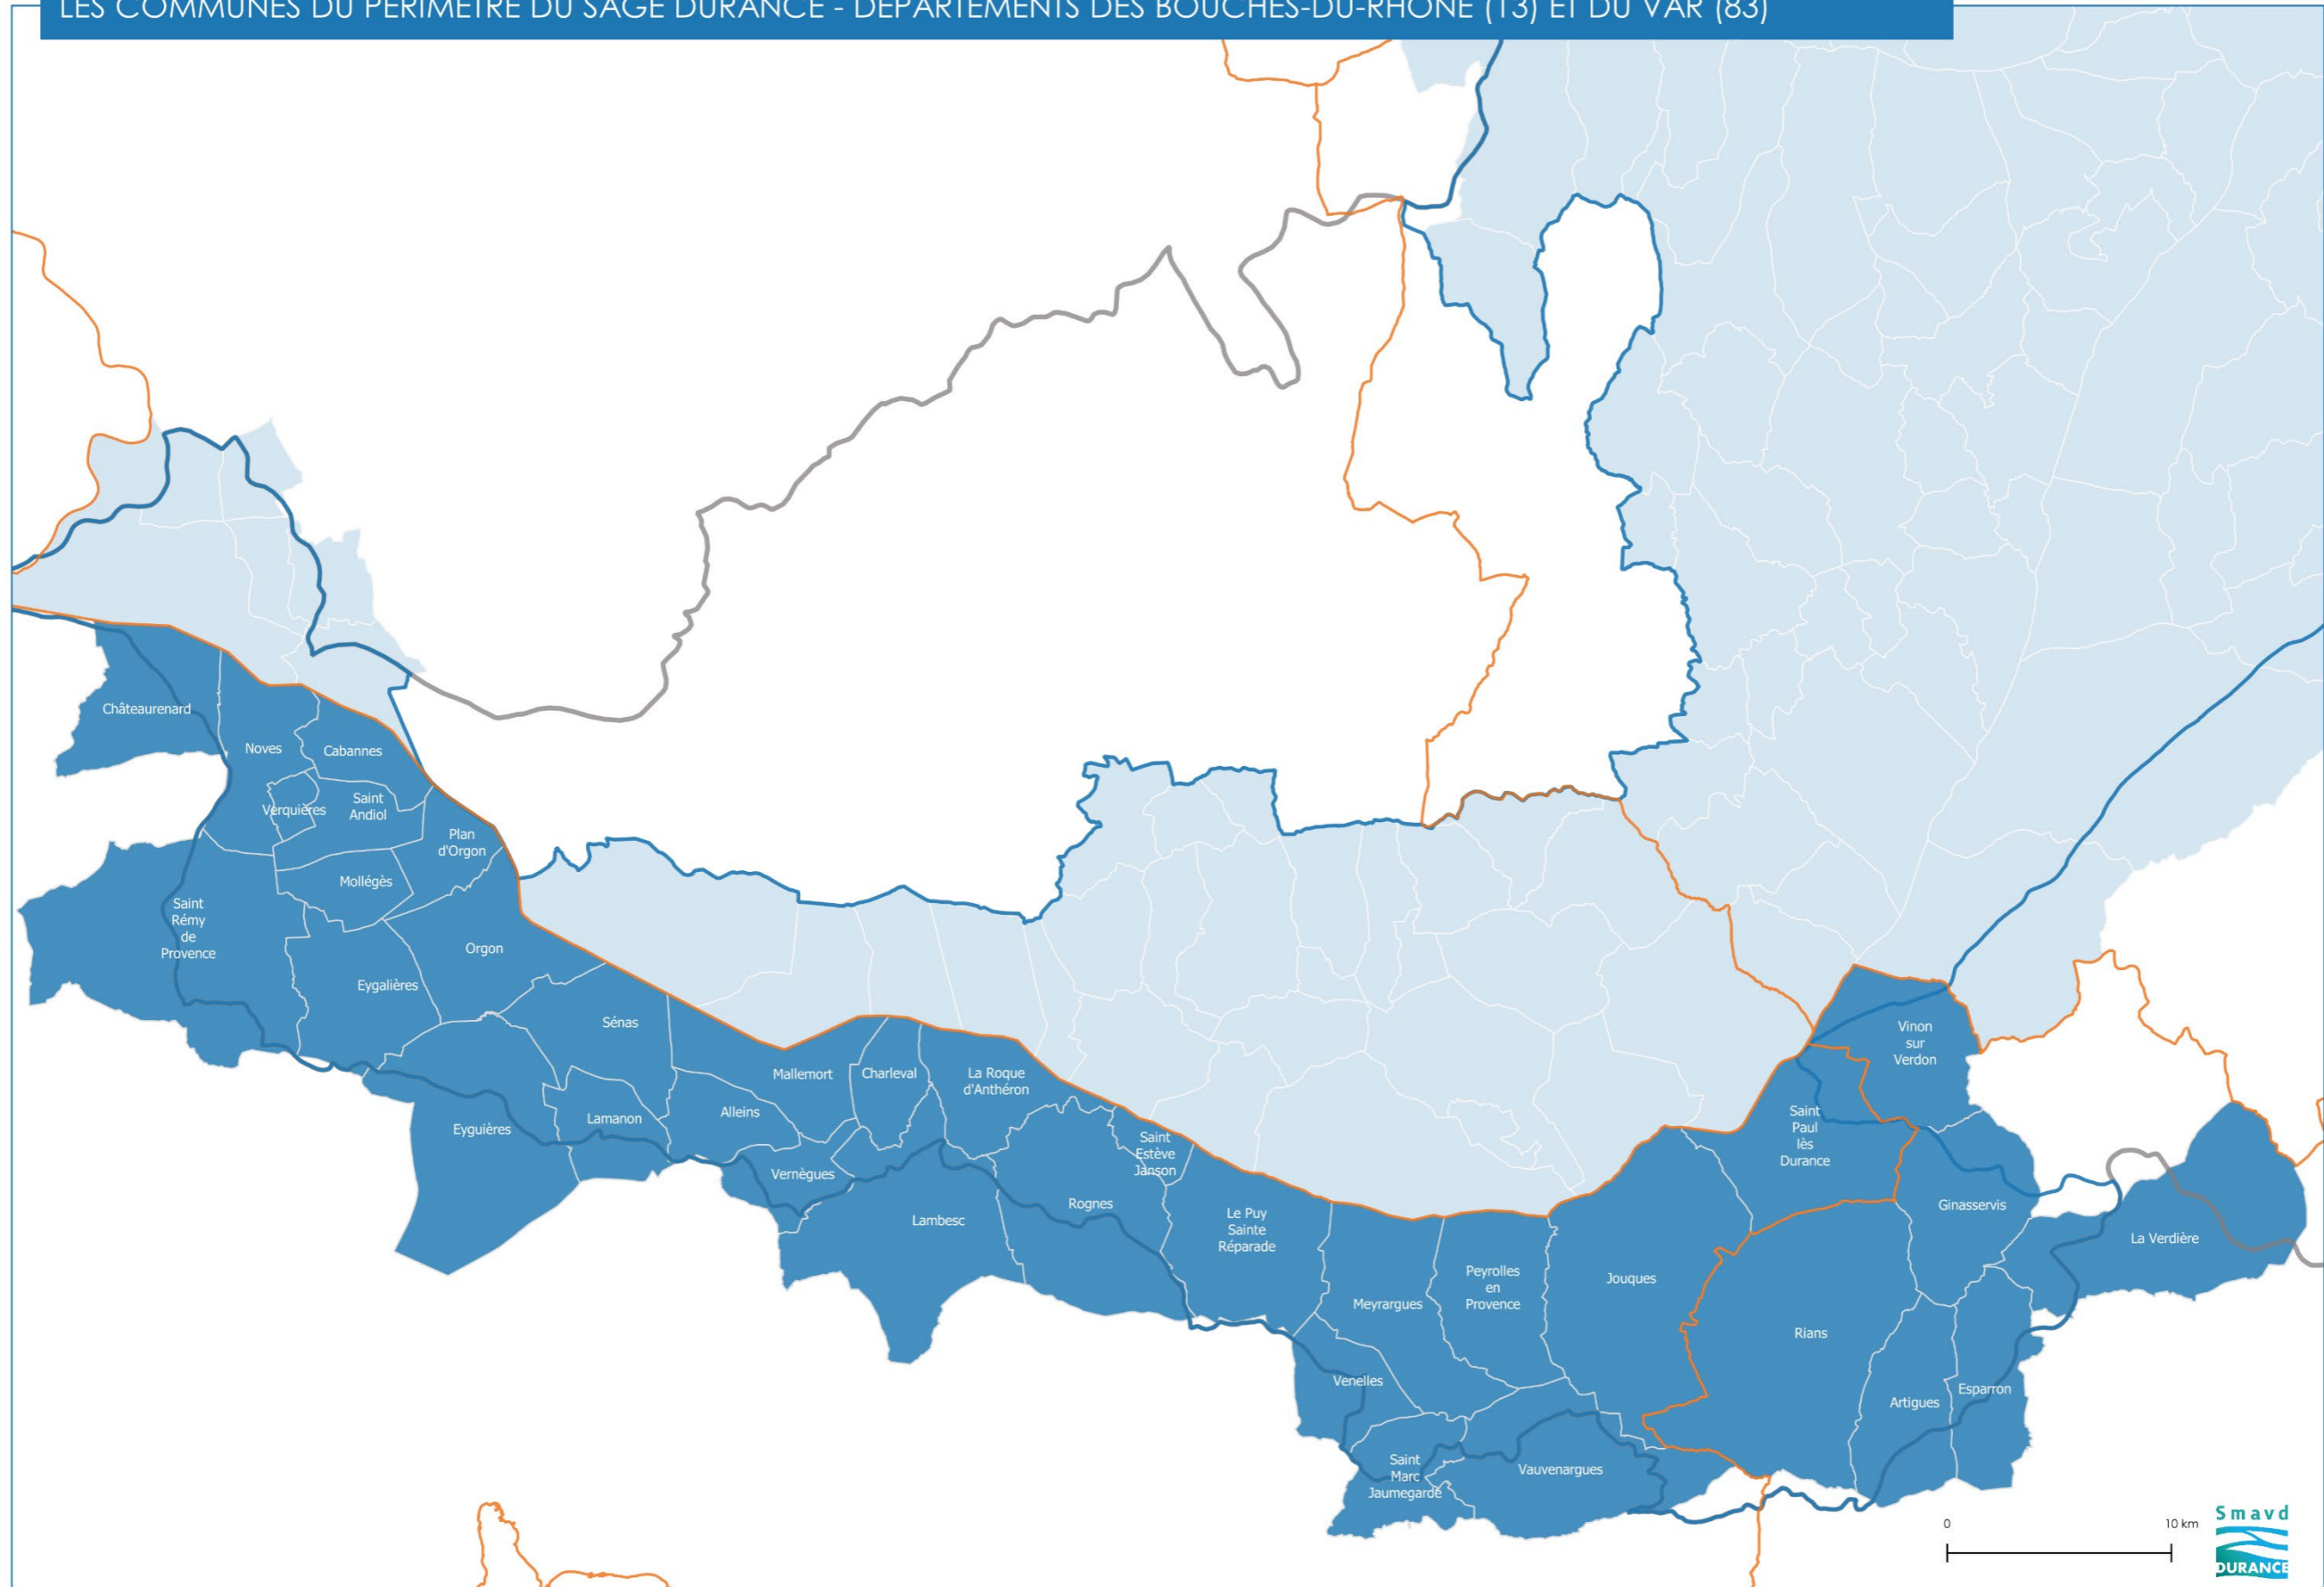 LES COMMUNES DU PÉRIMÈTRE DU SAGE DURANCE - DÉPARTEMENTS DES BOUCHES-DU-RHÔNE (13) ET DU VAR (83)
Châteaurenard
Noves
Cabannes
Verquières
Saint
Andiol
Plan
d'Orgon
Mollégès
Saint
Rémy
de
Provence
Orgon
Eygalières
Sénas
Mallemort
Charleval
La Roque
d'Anthéron
Alleins
Lamanon
Eyguières
Vernègues
Saint
Estève
Janson
Lambesc
Rognes
Le Puy
Sainte
Réparade
Vinon
sur
Verdon
Saint
Paul
lès
Durance
Ginasservis
La Verdière
Jouques
Peyrolles
en
Provence
Meyrargues
Rians
Venelles
Artigues
Esparron
Saint
Marc
Jaumegarde
Vauvenargues
0
10 km
Smavd
DURANCE